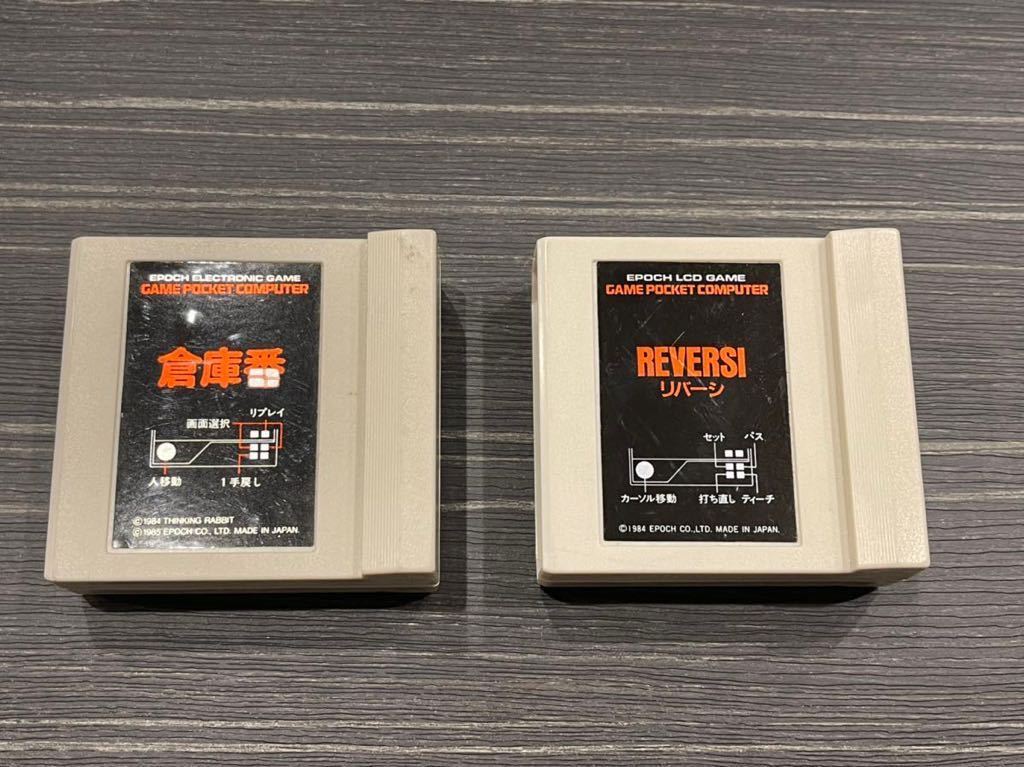 EPOCH ELECTRONIC GAME
GAME POCKET COMPUTER
倉庫番
リプレイ
画面選択
人移動 1手戻し
©1984 THINKING RABBIT
©1985 EPOCH CO., LTD. MADE IN JAPAN.
EPOCH LCD GAME
GAME POCKET COMPUTER
REVERSI
リバーシ
セット パス
カーソル移動 打ち直し ティーチ
©1984 EPOCH CO.,LTD. MADE IN JAPAN.